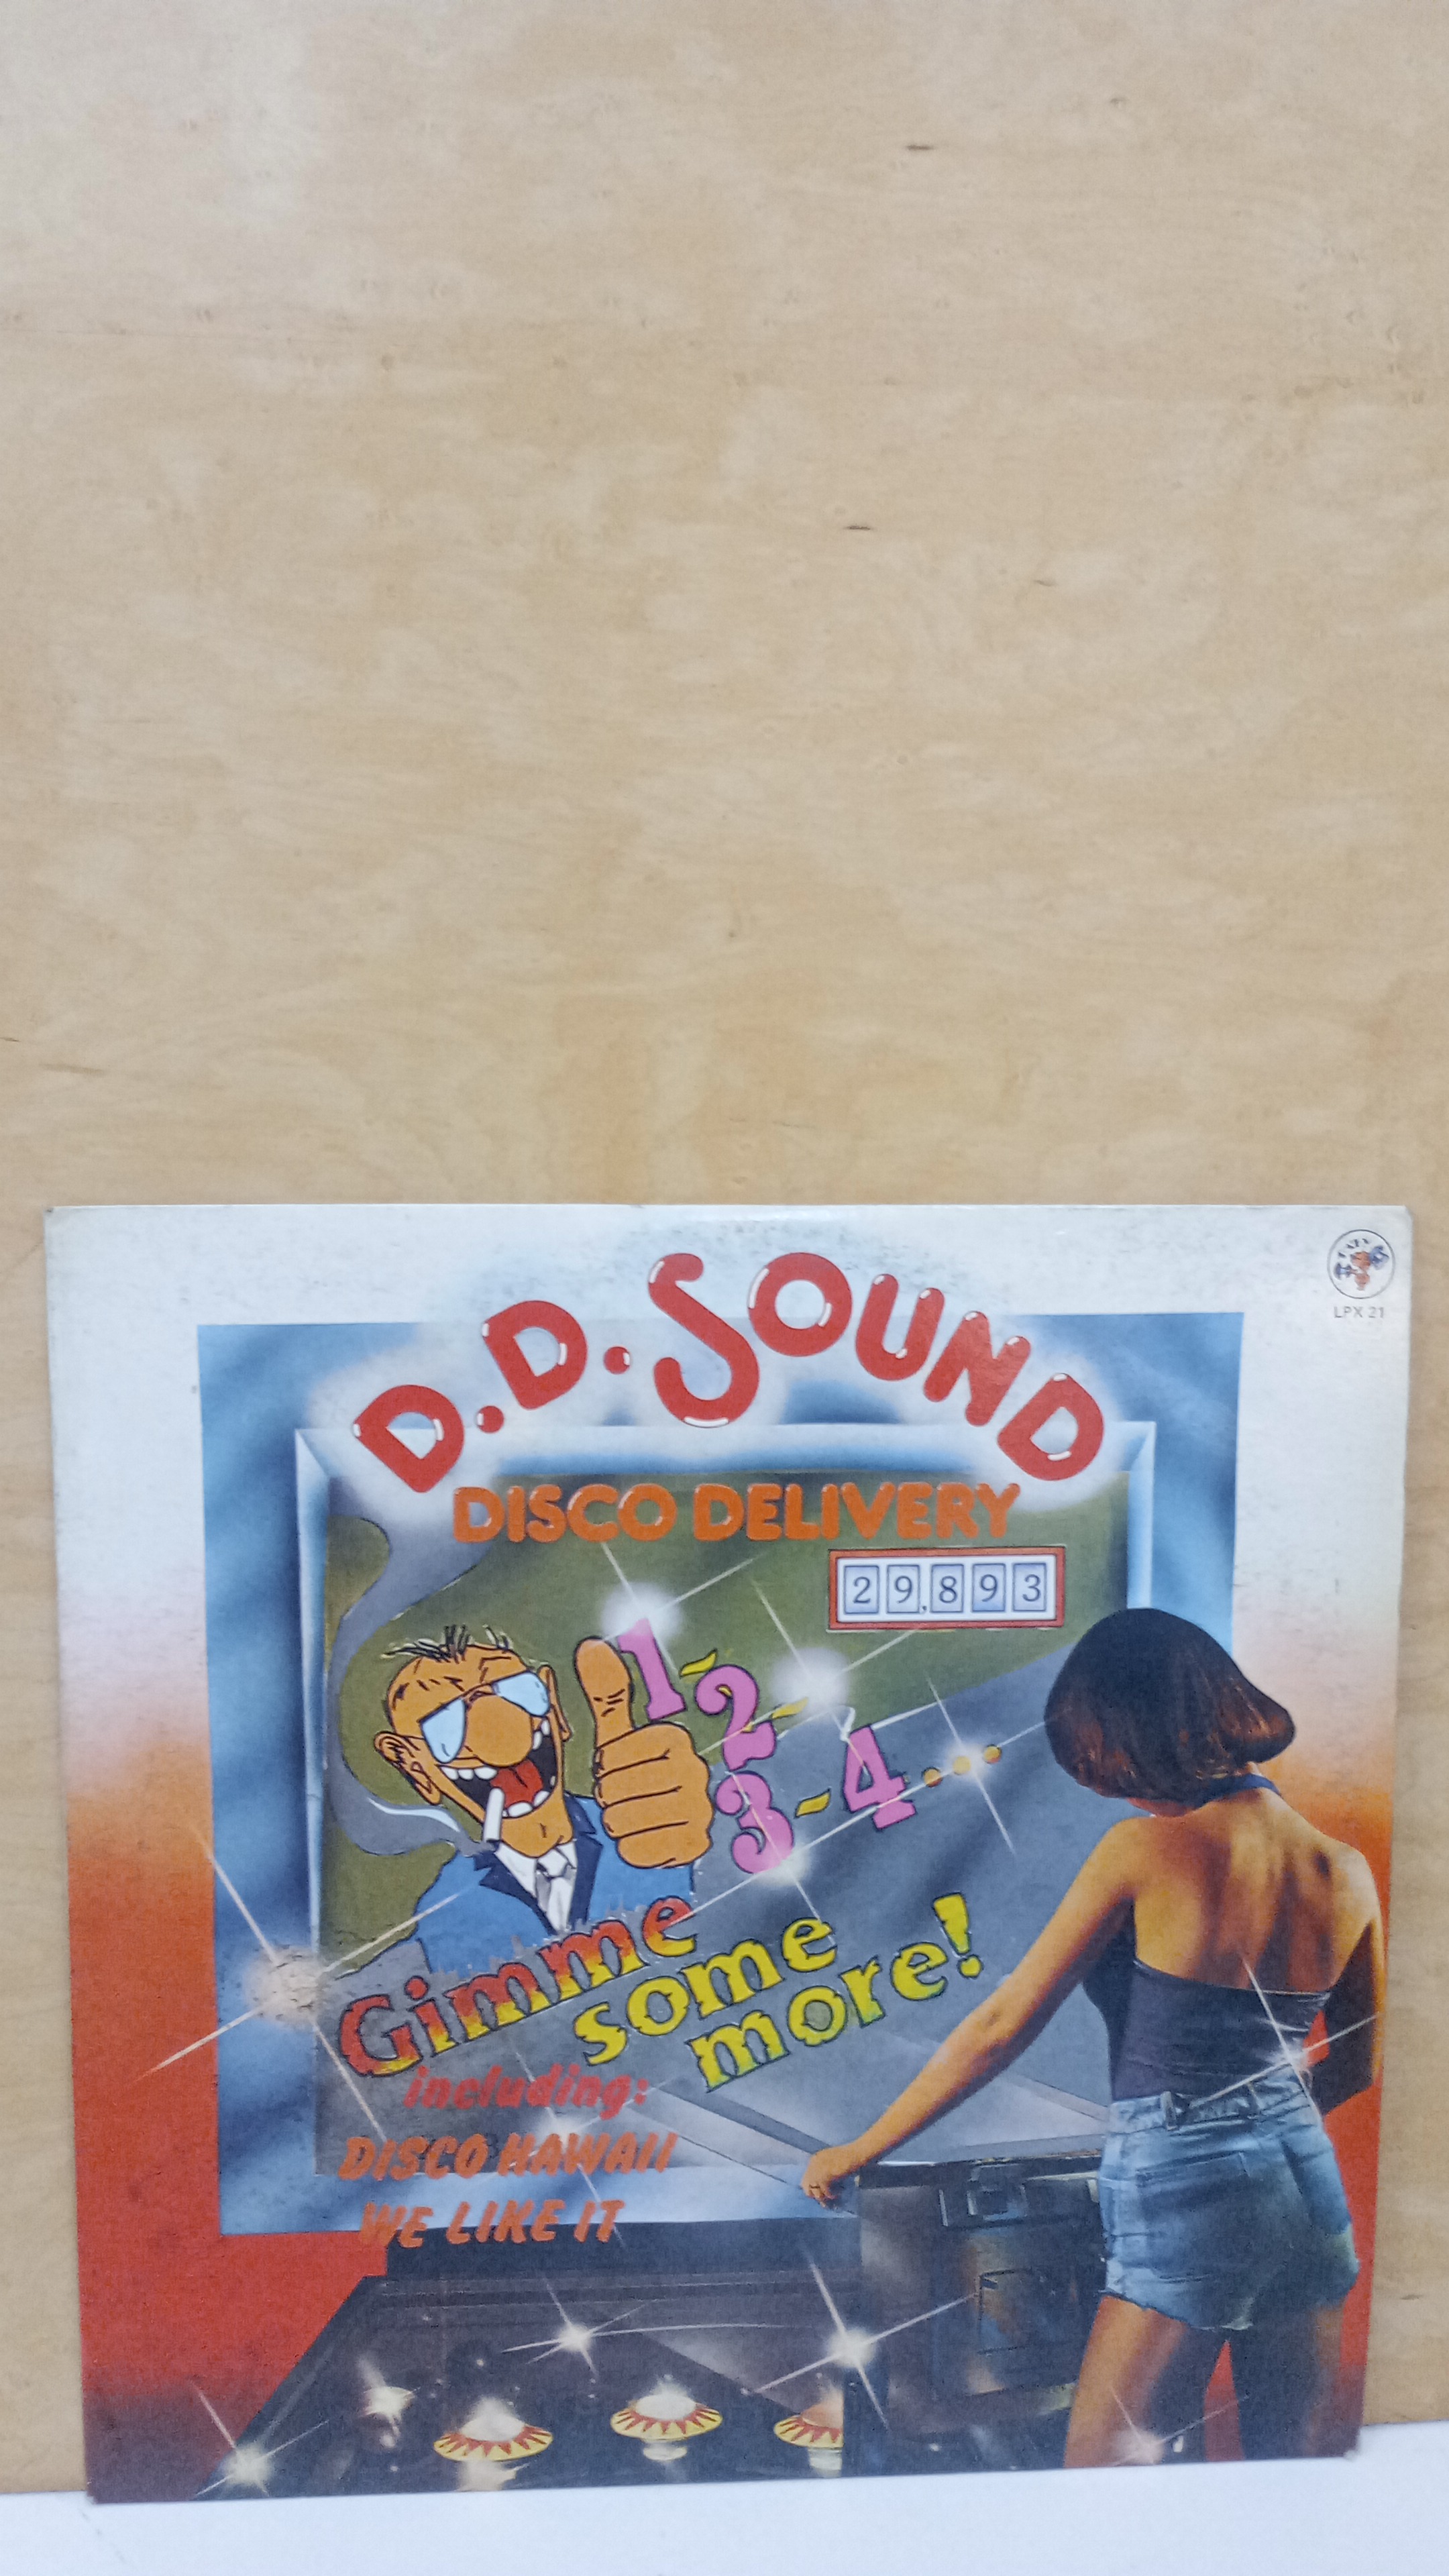 D.D. SOUND
LPX 21
DISCO DELIVERY
29,893
1-2-
3-4...
Gimme
some
more!
including:
DISCO HAWAII
WE LIKE IT